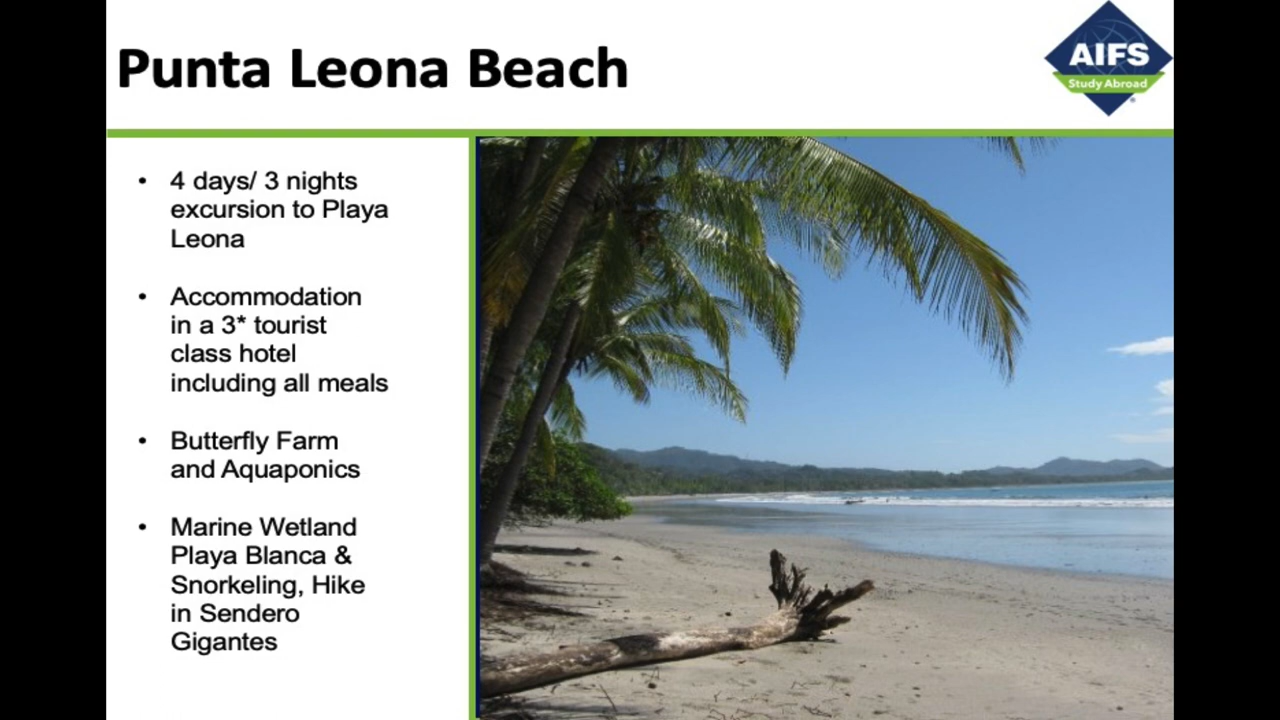 Punta Leona Beach
AIFS
Study Abroad
®
• 4 days/ 3 nights
excursion to Playa
Leona
• Accommodation
in a 3* tourist
class hotel
including all meals
• Butterfly Farm
and Aquaponics
• Marine Wetland
Playa Blanca &
Snorkeling, Hike
in Sendero
Gigantes